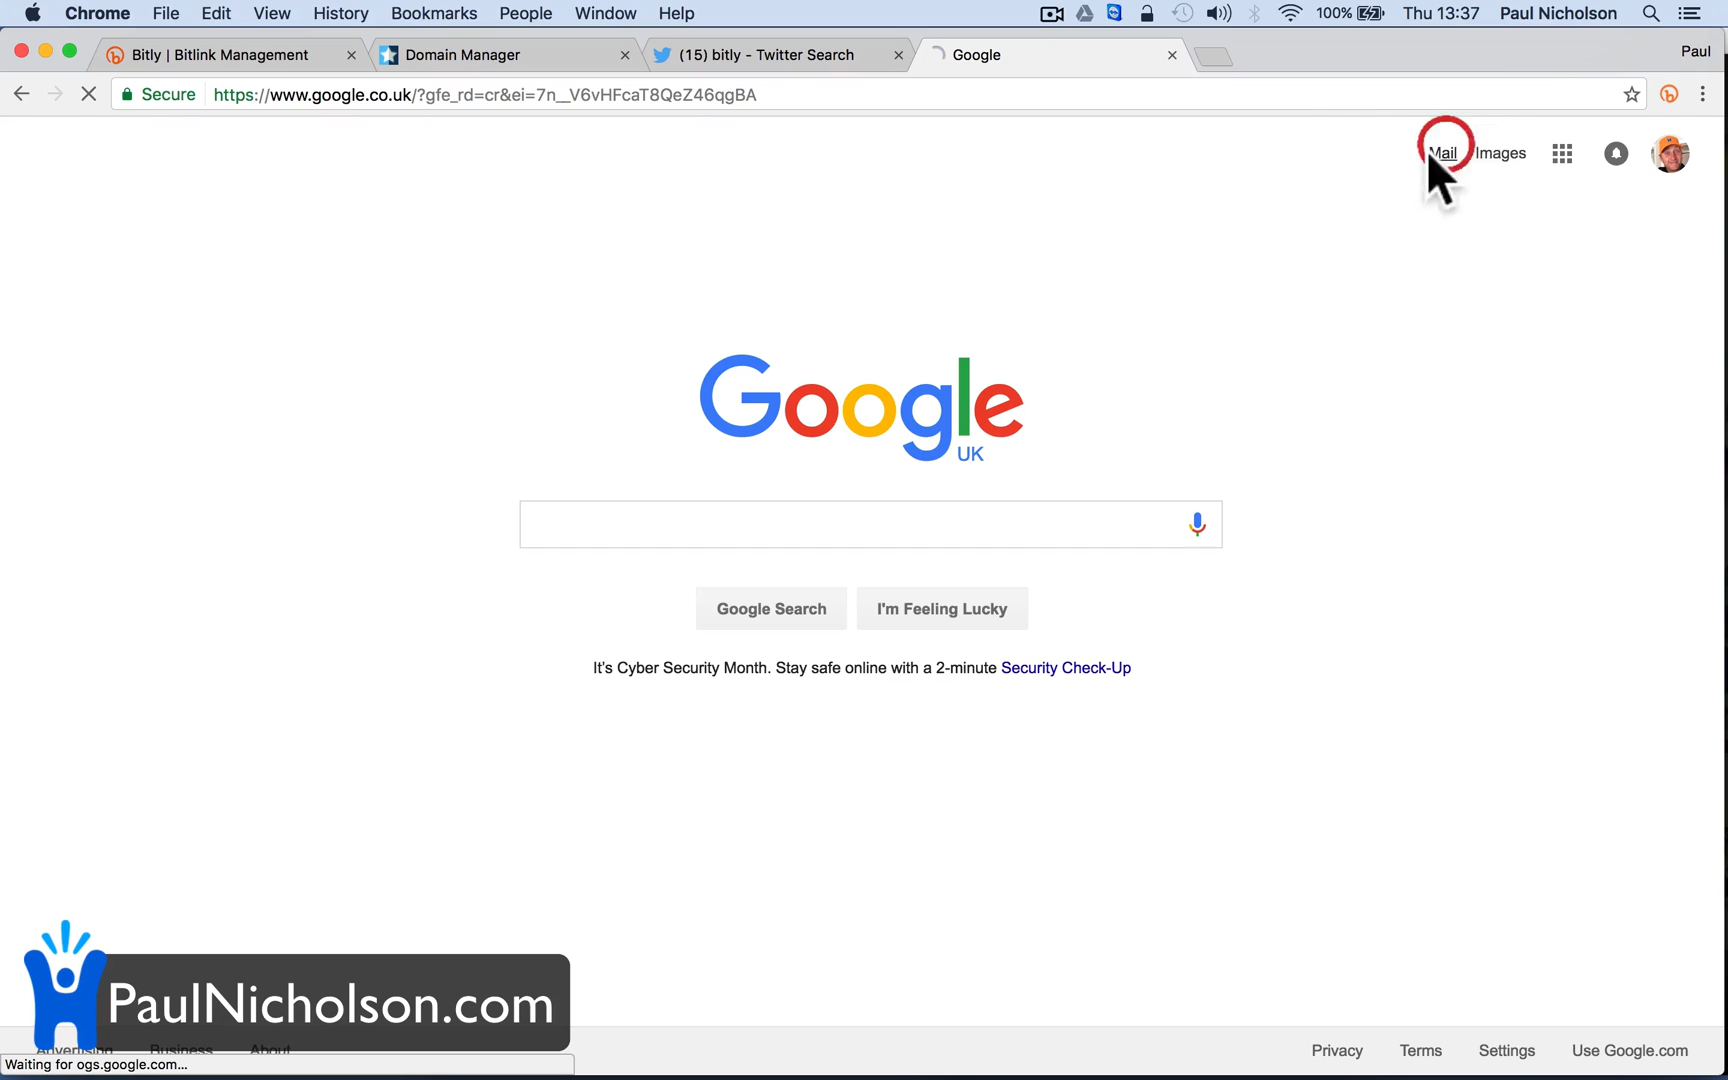 Chrome File Edit View History Bookmarks People Window Help 100% Thu 13:37 Paul Nicholson
Bitly | Bitlink Management Domain Manager (15) bitly - Twitter Search Google Paul
Secure https://www.google.co.uk/?gfe_rd=cr&ei=7n__V6vHFcaT8QeZ46qgBA
Mail Images
Google
UK
Google Search I'm Feeling Lucky
It's Cyber Security Month. Stay safe online with a 2-minute Security Check-Up
PaulNicholson.com
Advertising Business About Privacy Terms Settings Use Google.com
Waiting for ogs.google.com...